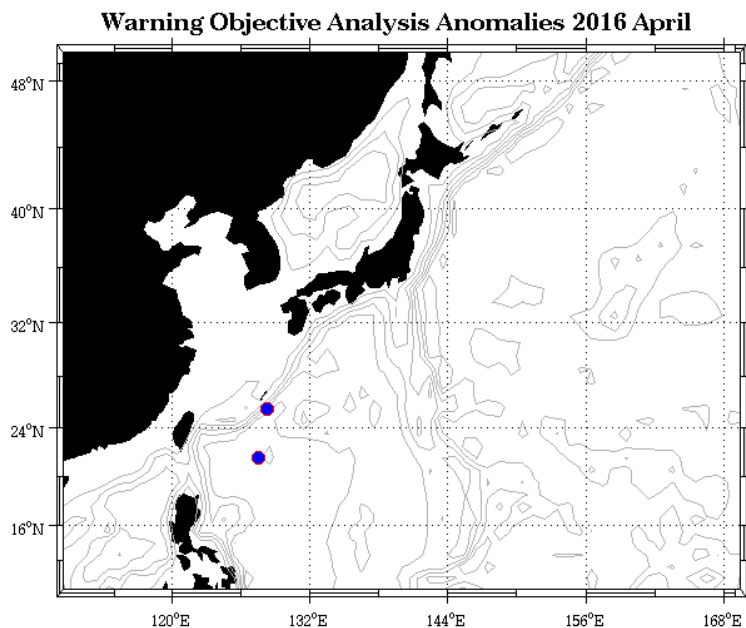 Warning Objective Analysis Anomalies 2016 April
48°N
40°N
32°N
24°N
16°N
120°E
132°E
144°E
156°E
168°E